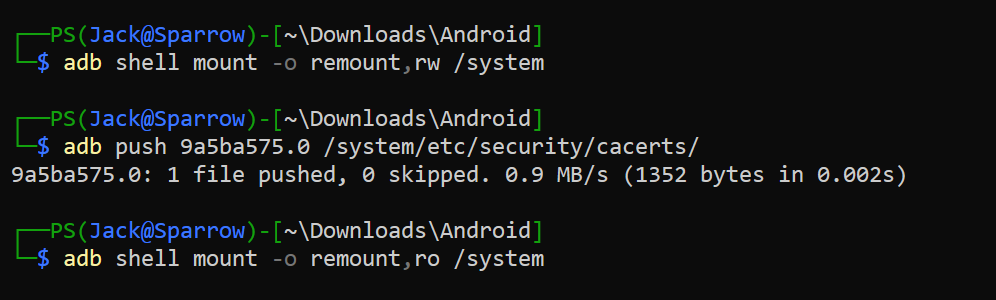 ┌──PS(Jack@Sparrow)-[~\Downloads\Android]
└─$ adb shell mount -o remount,rw /system
┌──PS(Jack@Sparrow)-[~\Downloads\Android]
└─$ adb push 9a5ba575.0 /system/etc/security/cacerts/
9a5ba575.0: 1 file pushed, 0 skipped. 0.9 MB/s (1352 bytes in 0.002s)
┌──PS(Jack@Sparrow)-[~\Downloads\Android]
└─$ adb shell mount -o remount,ro /system